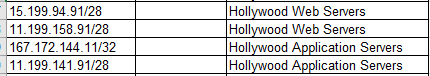 15.199.94.91/28 Hollywood Web Servers
11.199.158.91/28 Hollywood Web Servers
167.172.144.11/32 Hollywood Application Servers
11.199.141.91/28 Hollywood Application Servers